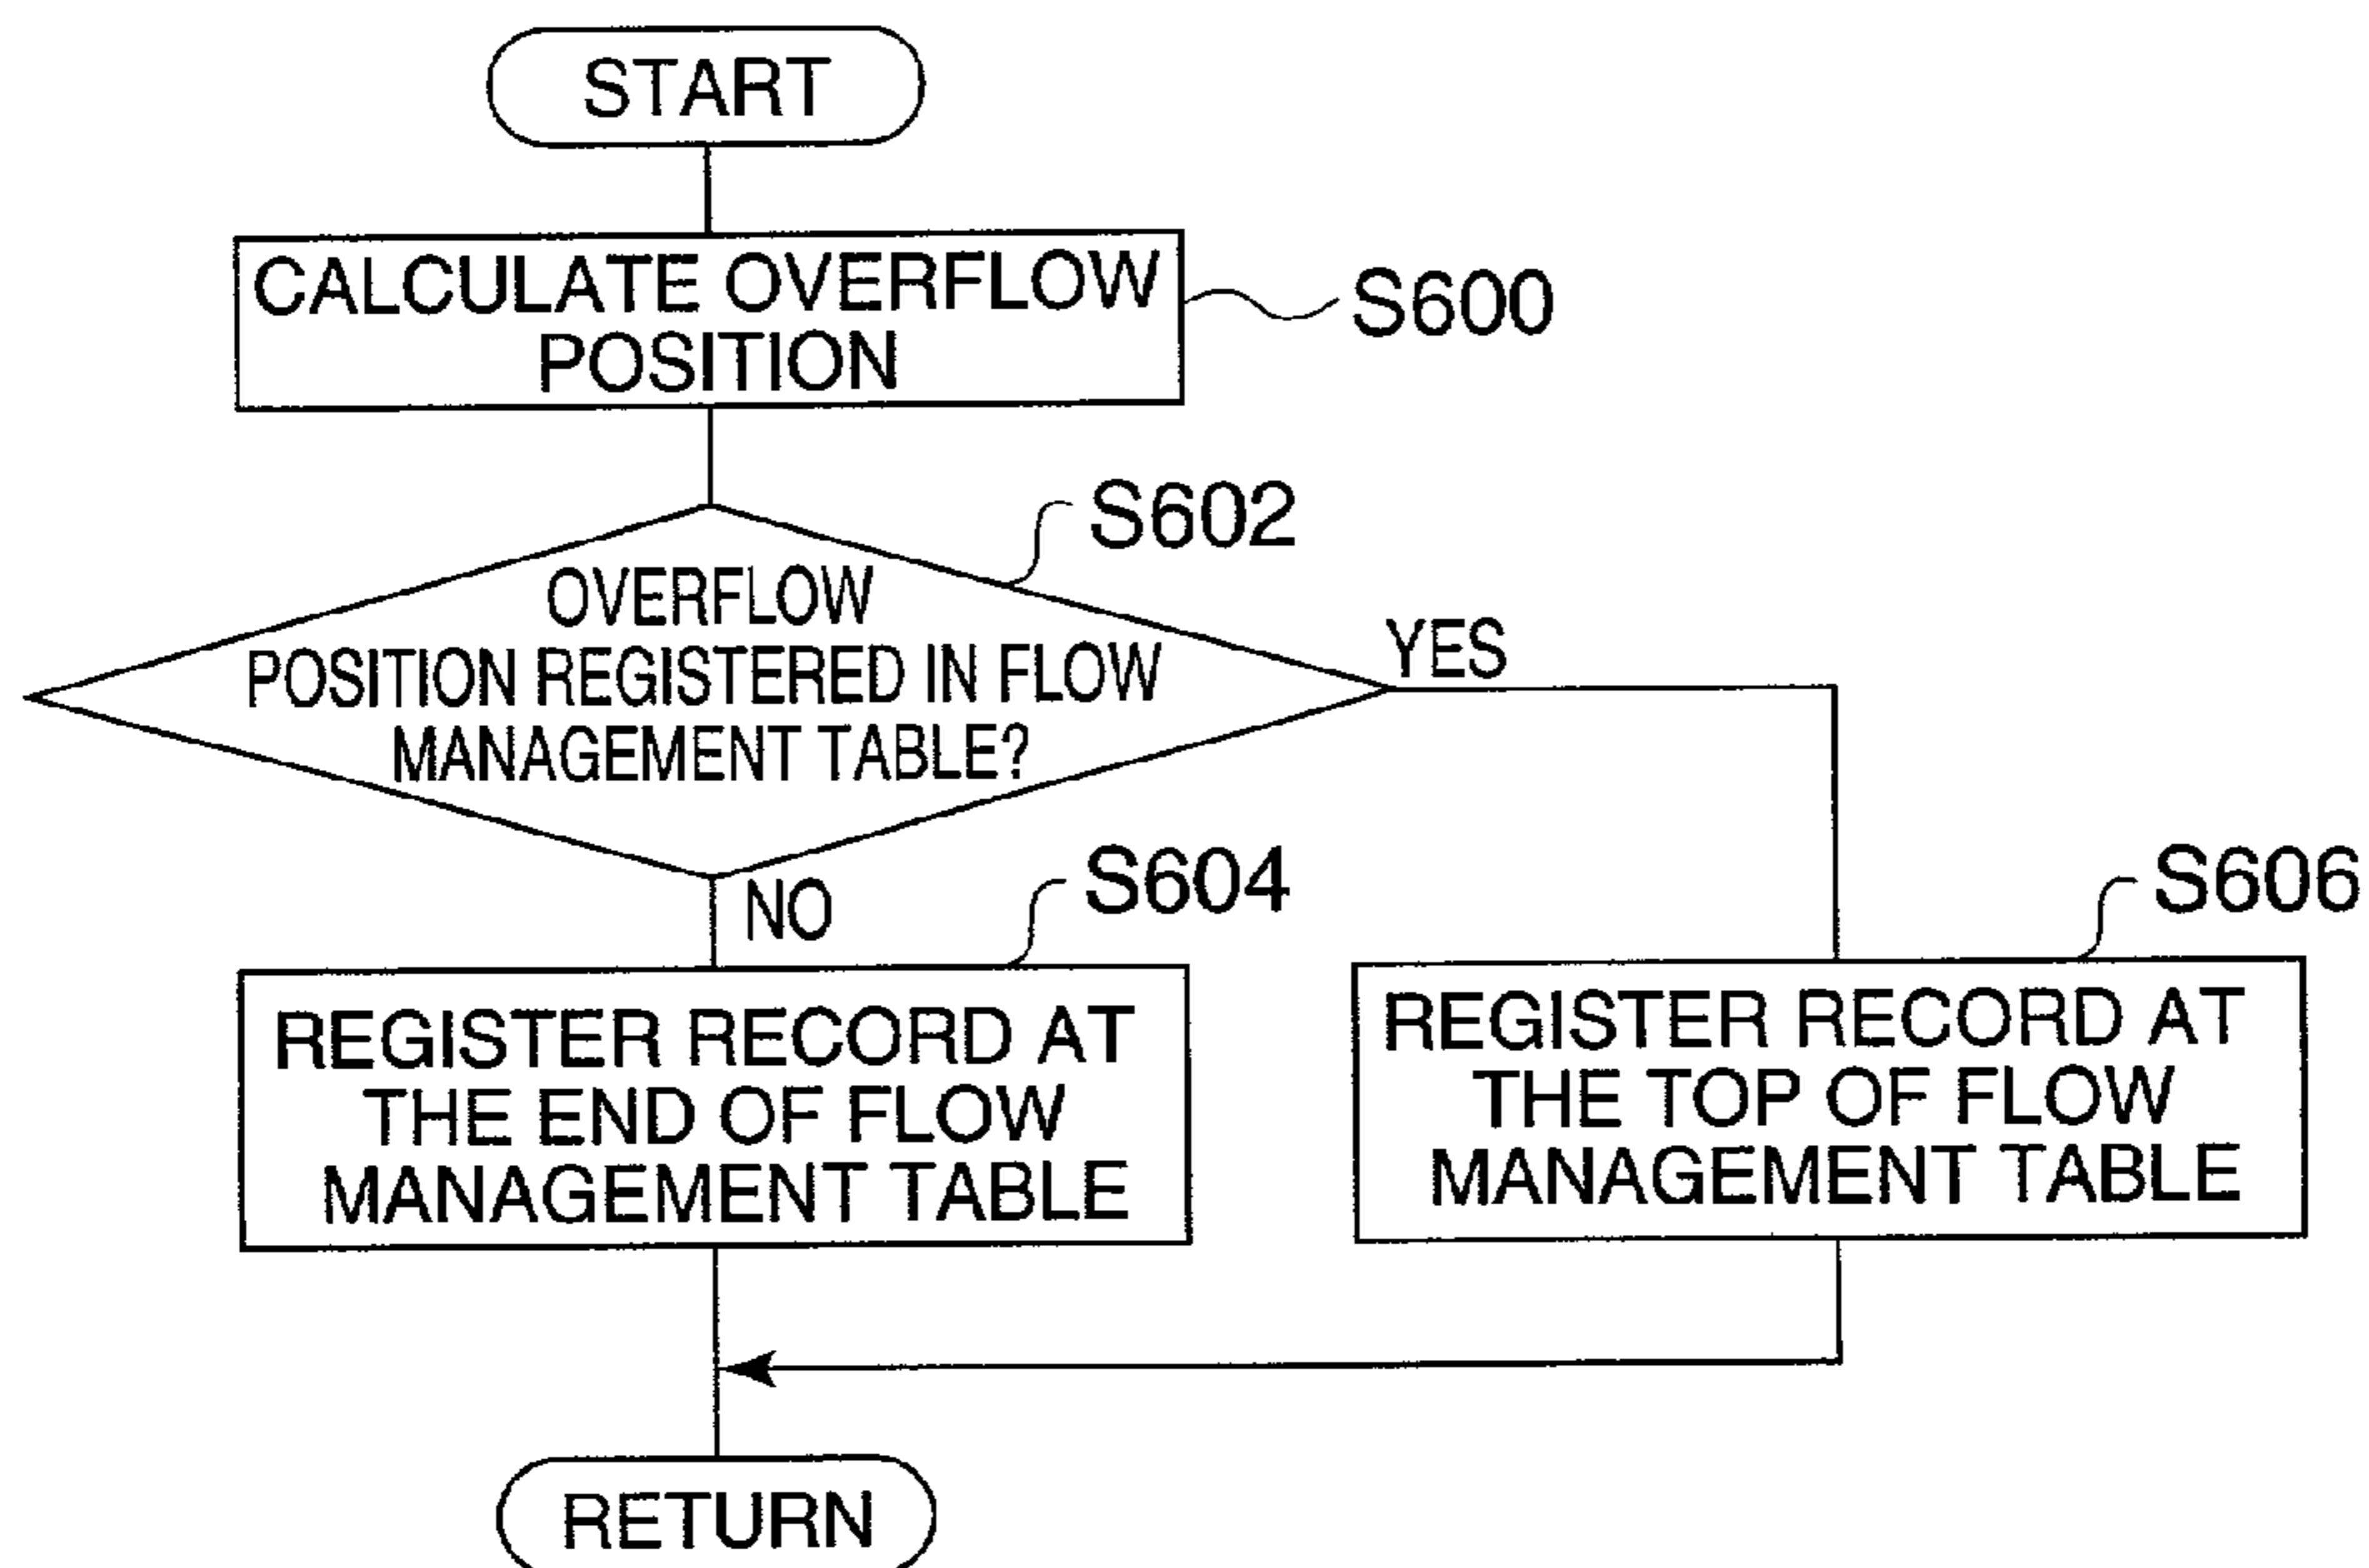 START
CALCULATE OVERFLOW
POSITION
S600
S602
OVERFLOW
POSITION REGISTERED IN FLOW
MANAGEMENT TABLE?
YES
NO
S604
REGISTER RECORD AT
THE END OF FLOW
MANAGEMENT TABLE
S606
REGISTER RECORD AT
THE TOP OF FLOW
MANAGEMENT TABLE
RETURN